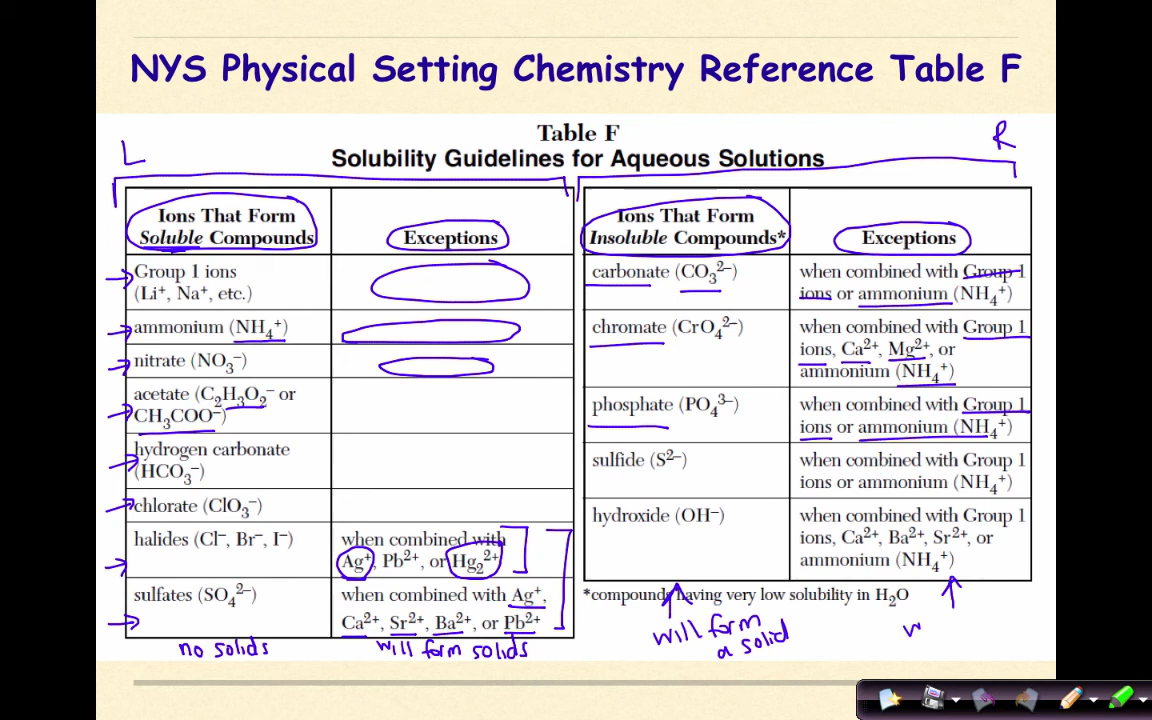 NYS Physical Setting Chemistry Reference Table F
Table F
L
R
Solubility Guidelines for Aqueous Solutions
Ions That Form
Soluble Compounds
Exceptions
Group 1 ions
(Li⁺, Na⁺, etc.)
ammonium (NH₄⁺)
nitrate (NO₃⁻)
acetate (C₂H₃O₂⁻ or
CH₃COO⁻)
hydrogen carbonate
(HCO₃⁻)
chlorate (ClO₃⁻)
halides (Cl⁻, Br⁻, I⁻)
when combined with
Ag⁺, Pb²⁺, or Hg₂²⁺
sulfates (SO₄²⁻)
when combined with Ag⁺,
Ca²⁺, Sr²⁺, Ba²⁺, or Pb²⁺
no solids
will form solids
Ions That Form
Insoluble Compounds*
Exceptions
carbonate (CO₃²⁻)
when combined with Group 1
ions or ammonium (NH₄⁺)
chromate (CrO₄²⁻)
when combined with Group 1
ions, Ca²⁺, Mg²⁺, or
ammonium (NH₄⁺)
phosphate (PO₄³⁻)
when combined with Group 1
ions or ammonium (NH₄⁺)
sulfide (S²⁻)
when combined with Group 1
ions or ammonium (NH₄⁺)
hydroxide (OH⁻)
when combined with Group 1
ions, Ca²⁺, Ba²⁺, Sr²⁺, or
ammonium (NH₄⁺)
*compounds having very low solubility in H₂O
will form
a solid
w